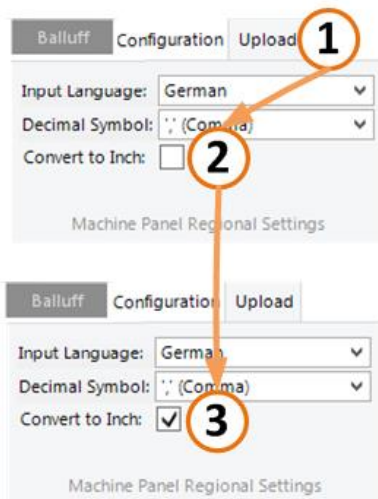 Balluff Configuration Upload 1
Input Language: German
Decimal Symbol: ',' (Comma)
Convert to Inch: 2
Machine Panel Regional Settings
Balluff Configuration Upload
Input Language: German
Decimal Symbol: ',' (Comma)
Convert to Inch: 3
Machine Panel Regional Settings